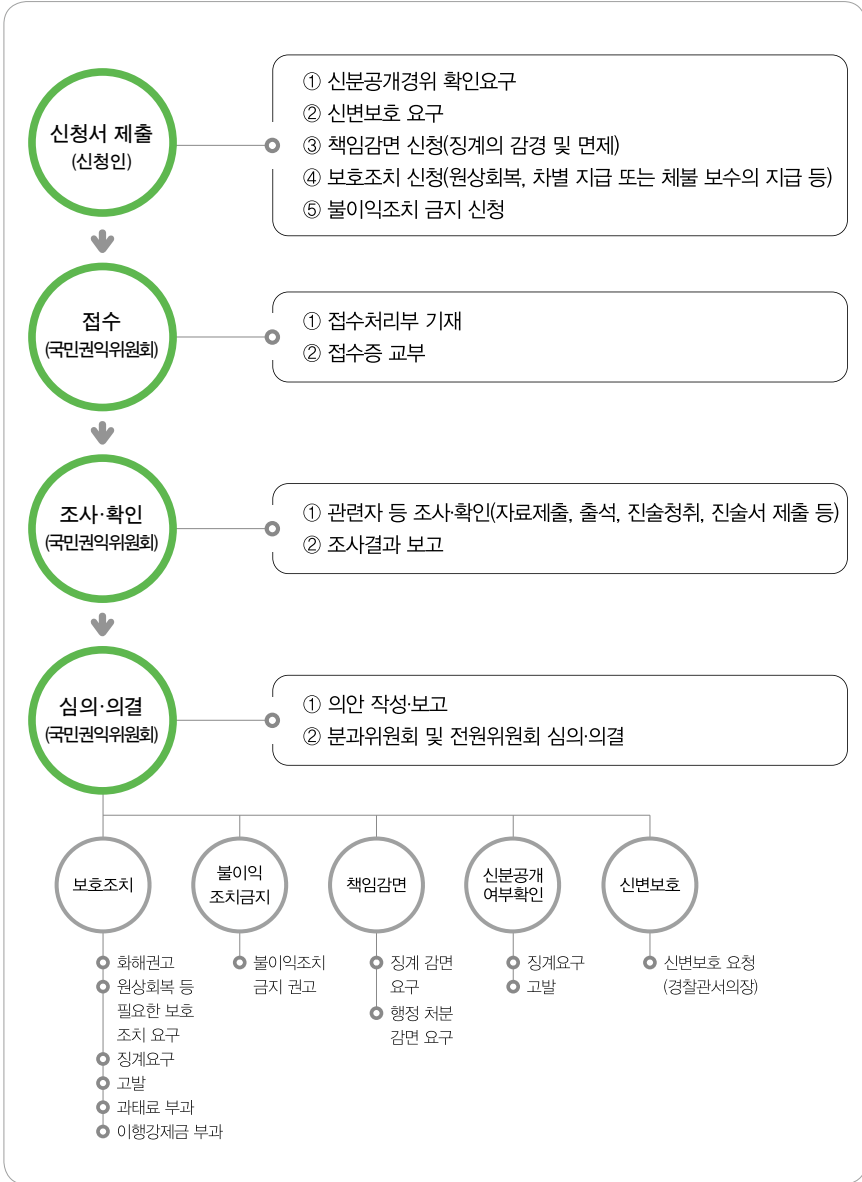 신청서 제출
(신청인)
① 신분공개경위 확인요구
② 신변보호 요구
③ 책임감면 신청(징계의 감경 및 면제)
④ 보호조치 신청(원상회복, 차별 지급 또는 체불 보수의 지급 등)
⑤ 불이익조치 금지 신청
접수
(국민권익위원회)
① 접수처리부 기재
② 접수증 교부
조사·확인
(국민권익위원회)
① 관련자 등 조사·확인(자료제출, 출석, 진술청취, 진술서 제출 등)
② 조사결과 보고
심의·의결
(국민권익위원회)
① 의안 작성·보고
② 분과위원회 및 전원위원회 심의·의결
보호조치
화해권고
원상회복 등
필요한 보호
조치 요구
징계요구
고발
과태료 부과
이행강제금 부과
불이익
조치금지
불이익조치
금지 권고
책임감면
징계 감면
요구
행정 처분
감면 요구
신분공개
여부확인
징계요구
고발
신변보호
신변보호 요청
(경찰관서의장)